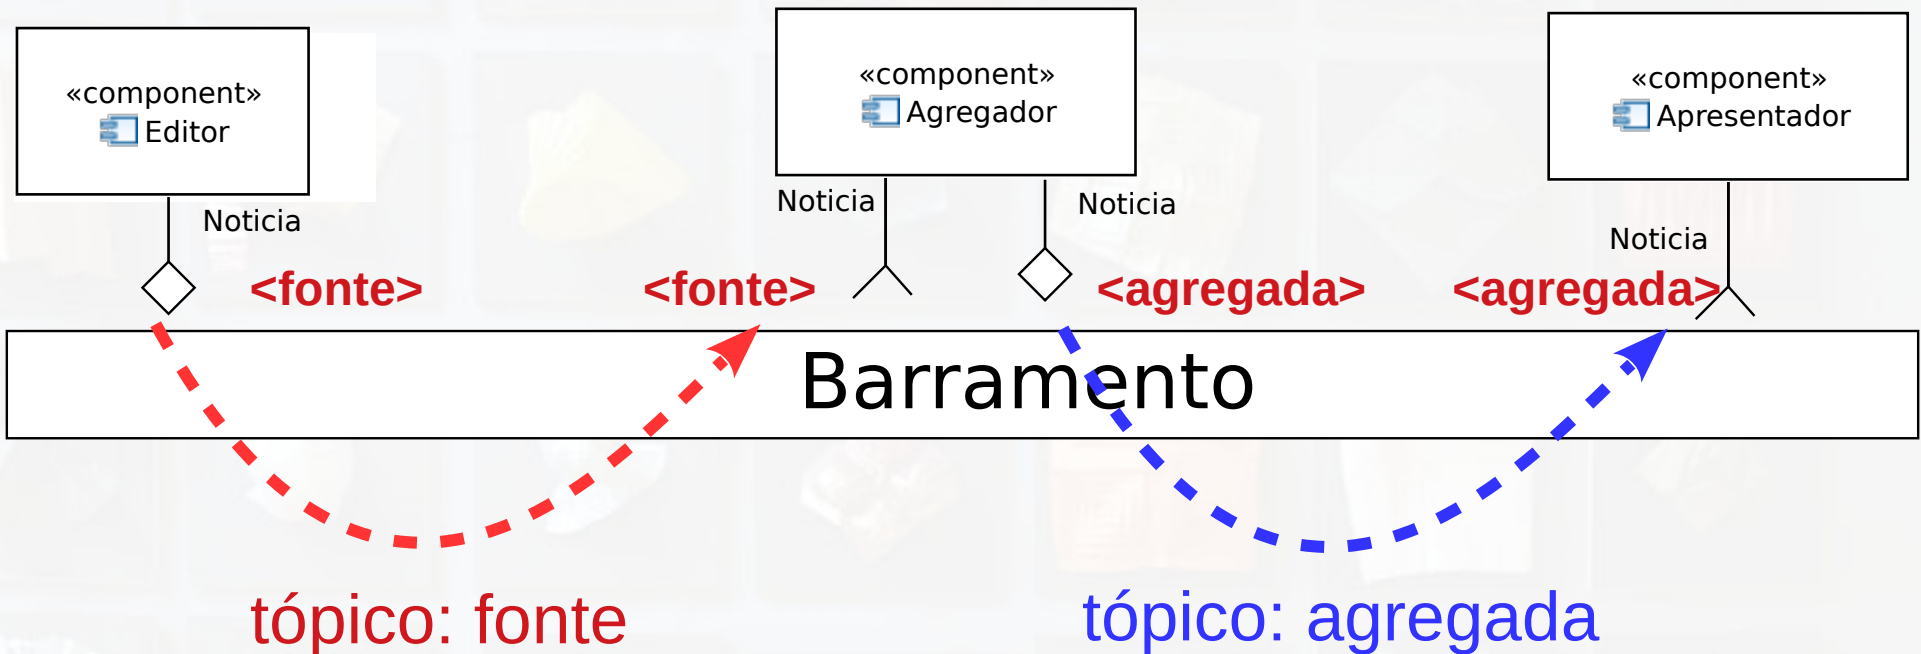 «component»
Editor
«component»
Agregador
«component»
Apresentador
Noticia
Noticia
Noticia
Noticia
<fonte>
<fonte>
<agregada>
<agregada>
Barramento
tópico: fonte
tópico: agregada